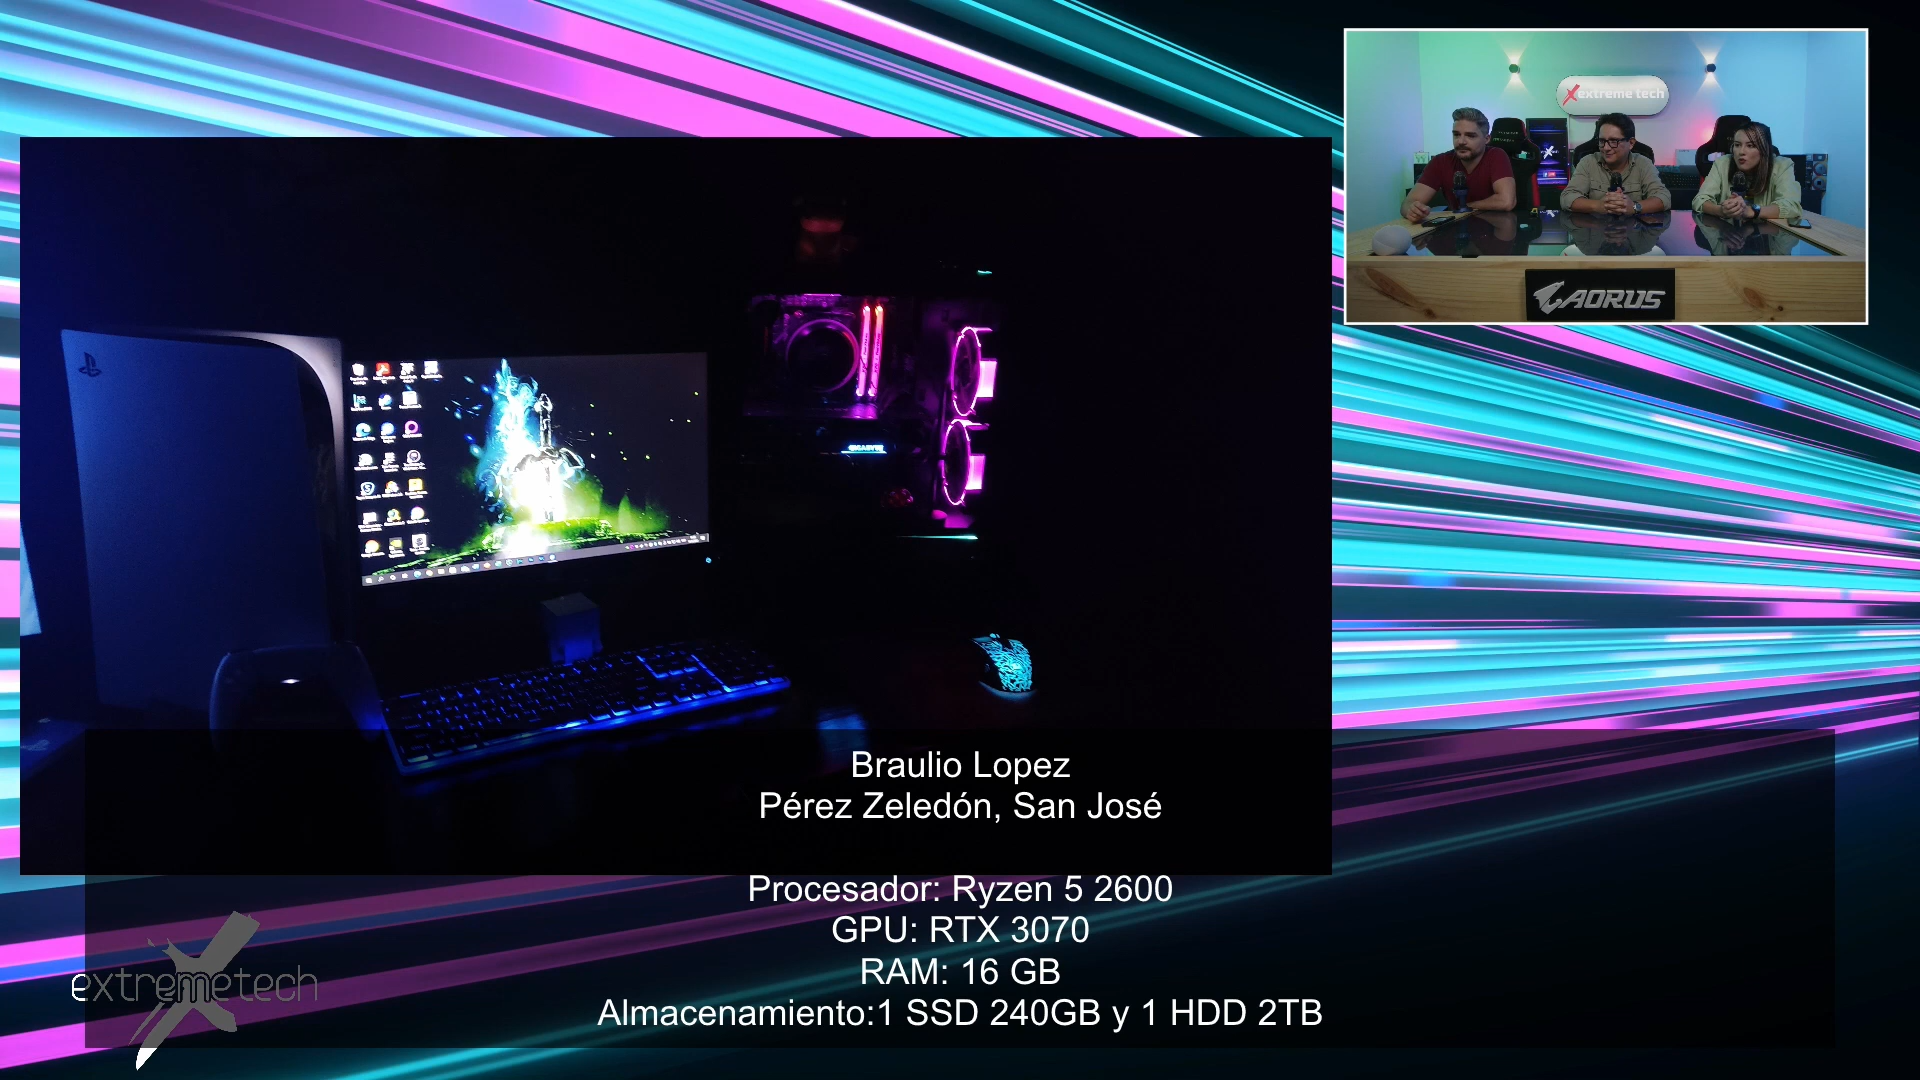 extreme tech
AORUS
Braulio Lopez
Pérez Zeledón, San José
Procesador: Ryzen 5 2600
GPU: RTX 3070
RAM: 16 GB
Almacenamiento:1 SSD 240GB y 1 HDD 2TB
extremetech